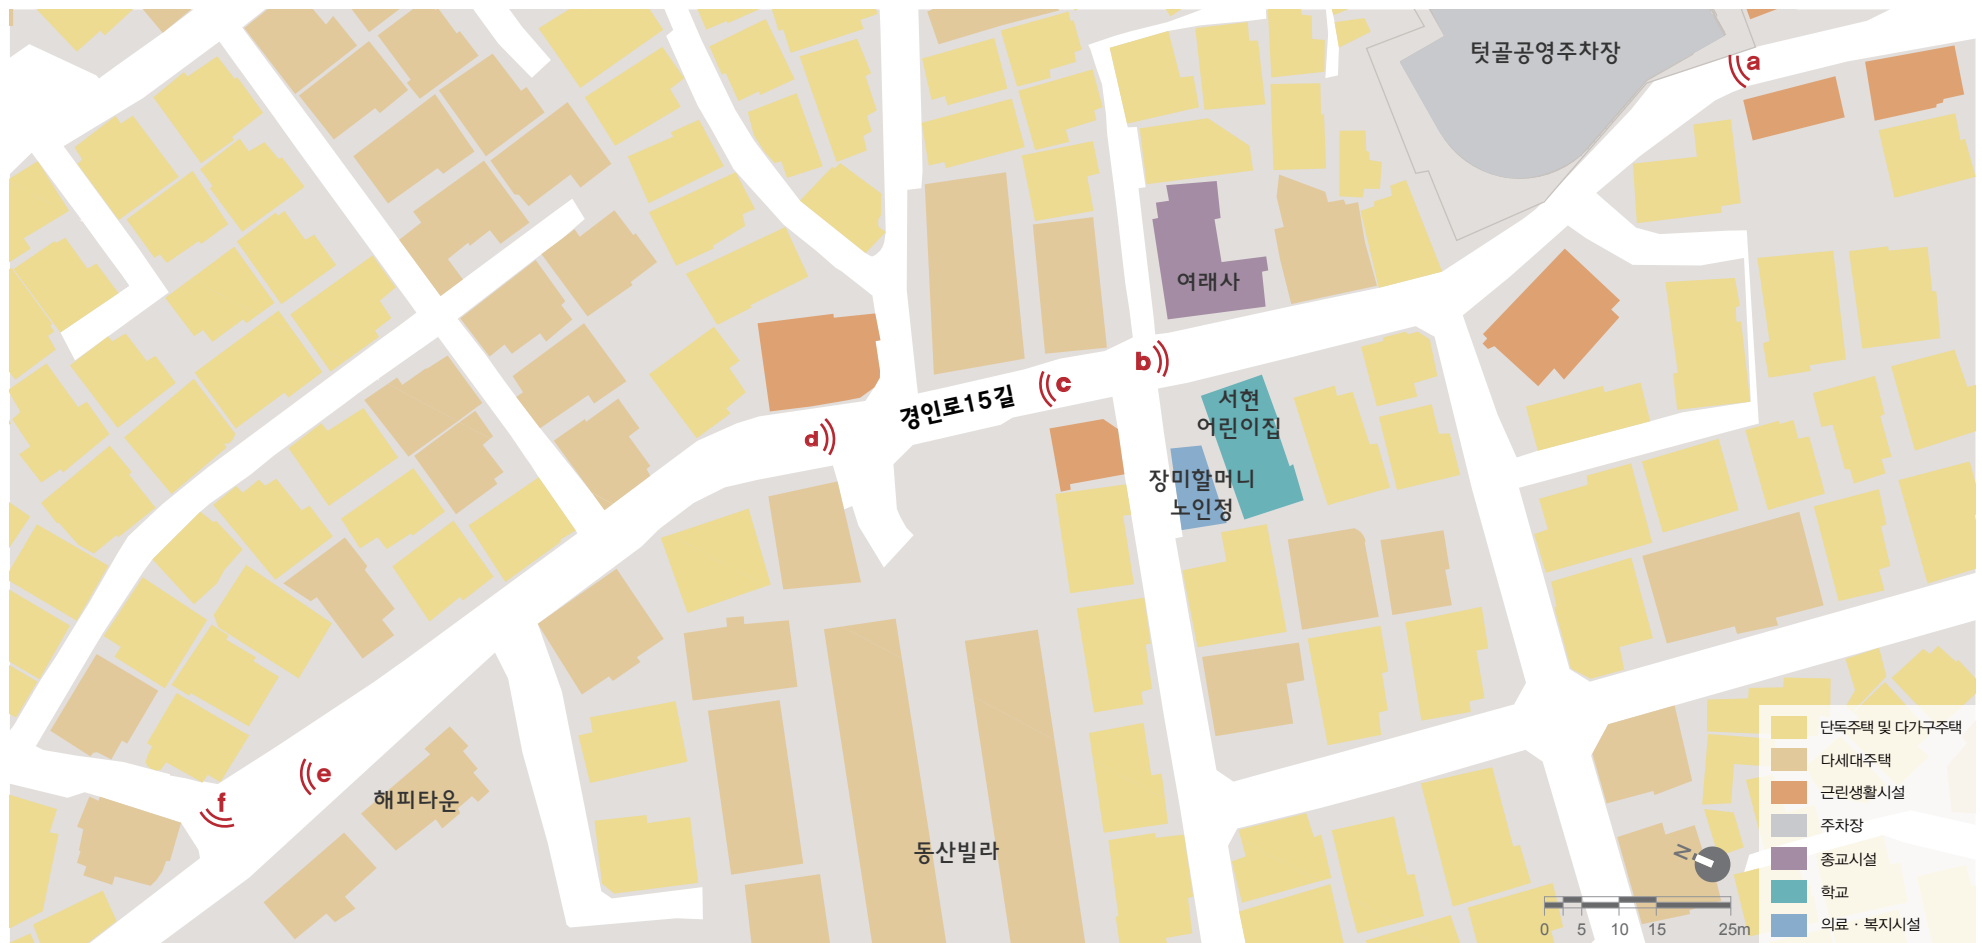 텃골공영주차장
a
여래사
b
c
경인로15길
d
서현
어린이집
장미할머니
노인정
e
f
해피타운
동산빌라
단독주택 및 다가구주택
다세대주택
근린생활시설
주차장
종교시설
학교
의료 · 복지시설
N
0 5 10 15 25m